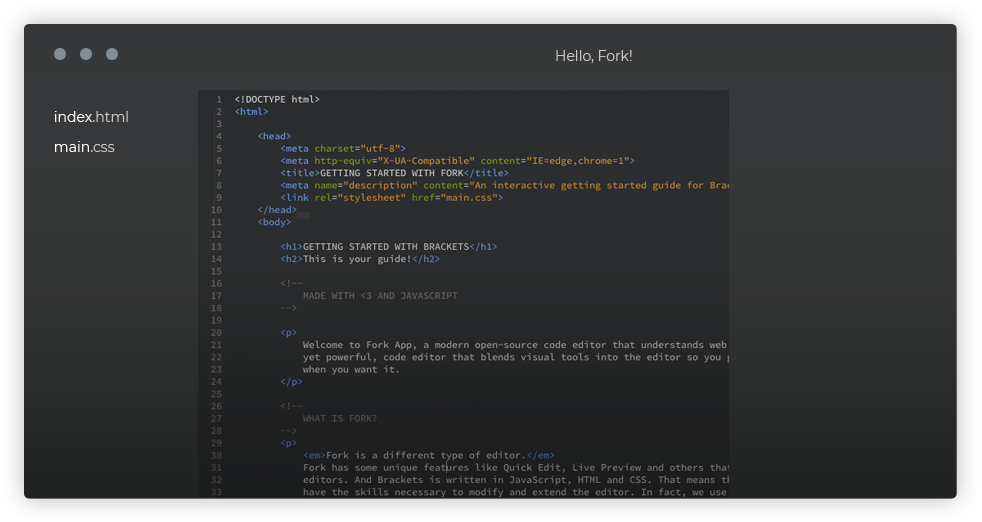 Hello, Fork!
index.html
main.css
1 <!DOCTYPE html>
2 <html>
3
4 <head>
5 <meta charset="utf-8">
6 <meta http-equiv="X-UA-Compatible" content="IE=edge,chrome=1">
7 <title>GETTING STARTED WITH FORK</title>
8 <meta name="description" content="An interactive getting started guide for Brac
9 <link rel="stylesheet" href="main.css">
10 </head>
11 <body>
12
13 <h1>GETTING STARTED WITH BRACKETS</h1>
14 <h2>This is your guide!</h2>
15
16 <!--
17 MADE WITH <3 AND JAVASCRIPT
18 -->
19
20 <p>
21 Welcome to Fork App, a modern open-source code editor that understands web
22 yet powerful, code editor that blends visual tools into the editor so you
23 when you want it.
24 </p>
25
26 <!--
27 WHAT IS FORK?
28 -->
29 <p>
30 <em>Fork is a different type of editor.</em>
31 Fork has some unique features like Quick Edit, Live Preview and others that
32 editors. And Brackets is written in JavaScript, HTML and CSS. That means
33 have the skills necessary to modify and extend the editor. In fact, we use